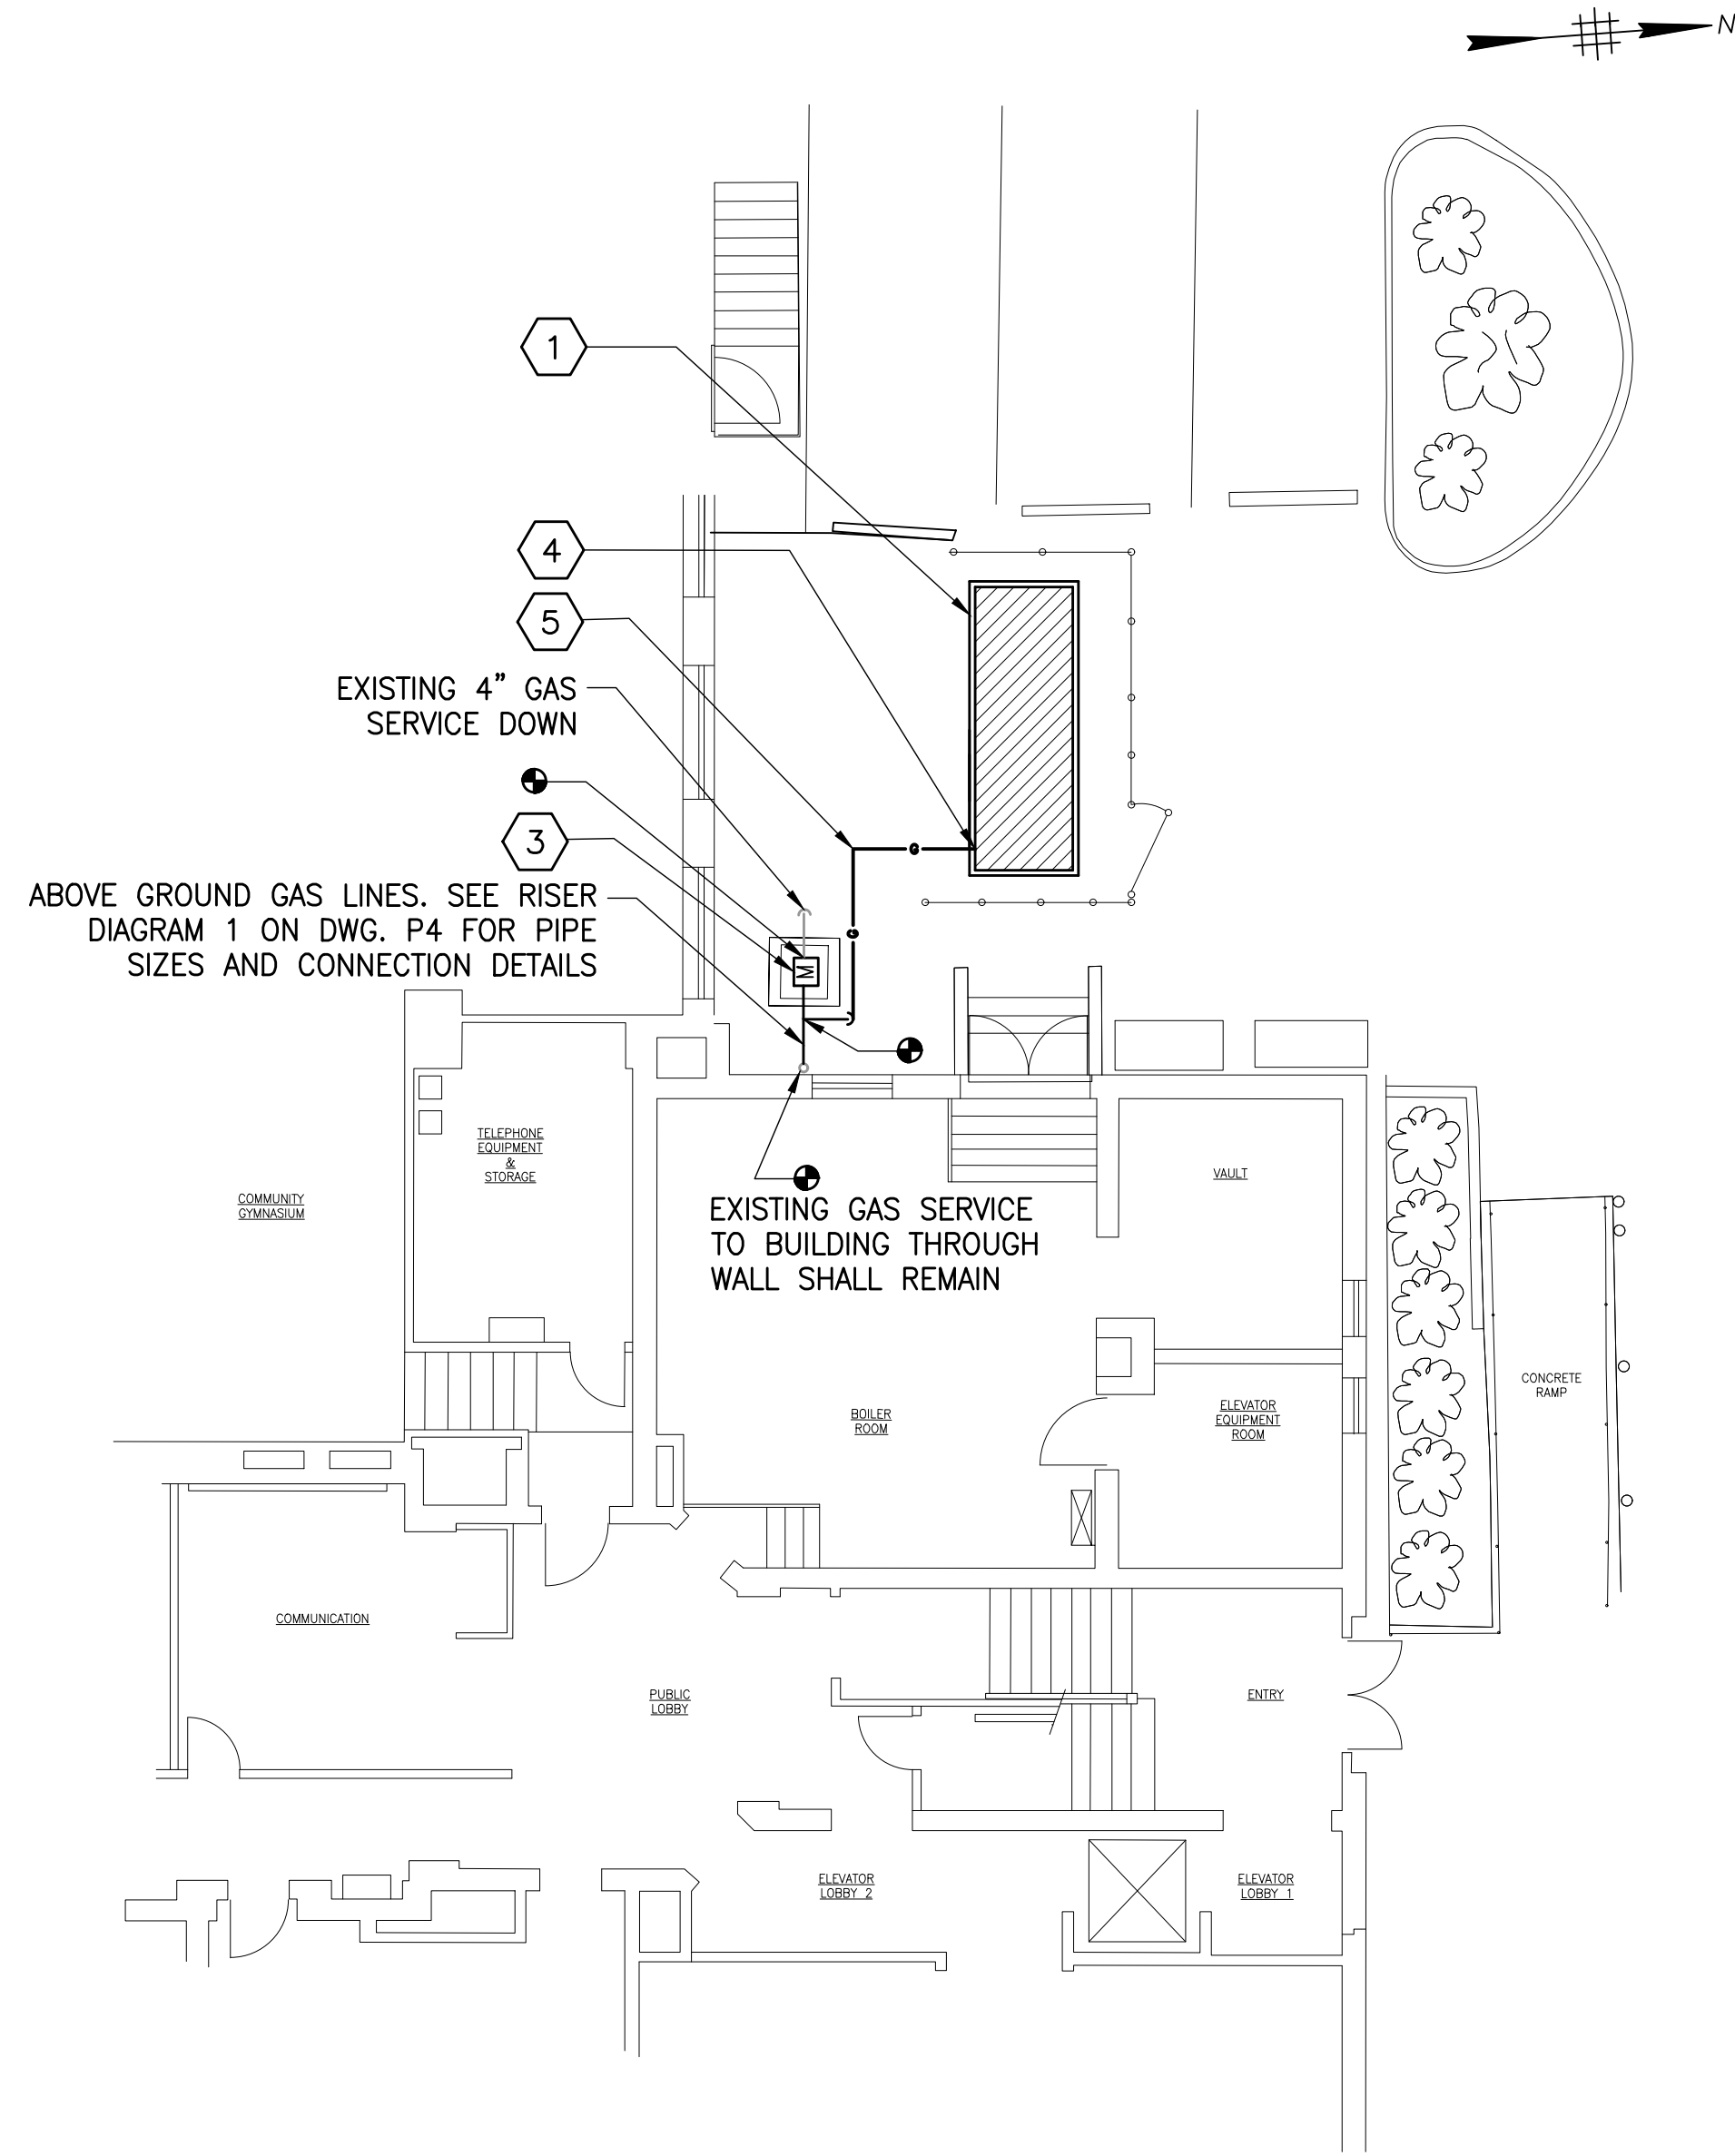 N
1
4
5
EXISTING 4" GAS
SERVICE DOWN
3
ABOVE GROUND GAS LINES. SEE RISER
DIAGRAM 1 ON DWG. P4 FOR PIPE
SIZES AND CONNECTION DETAILS
G
G
M
TELEPHONE
EQUIPMENT
&
STORAGE
COMMUNITY
GYMNASIUM
VAULT
EXISTING GAS SERVICE
TO BUILDING THROUGH
WALL SHALL REMAIN
CONCRETE
RAMP
BOILER
ROOM
ELEVATOR
EQUIPMENT
ROOM
COMMUNICATION
PUBLIC
LOBBY
ENTRY
ELEVATOR
LOBBY 2
ELEVATOR
LOBBY 1